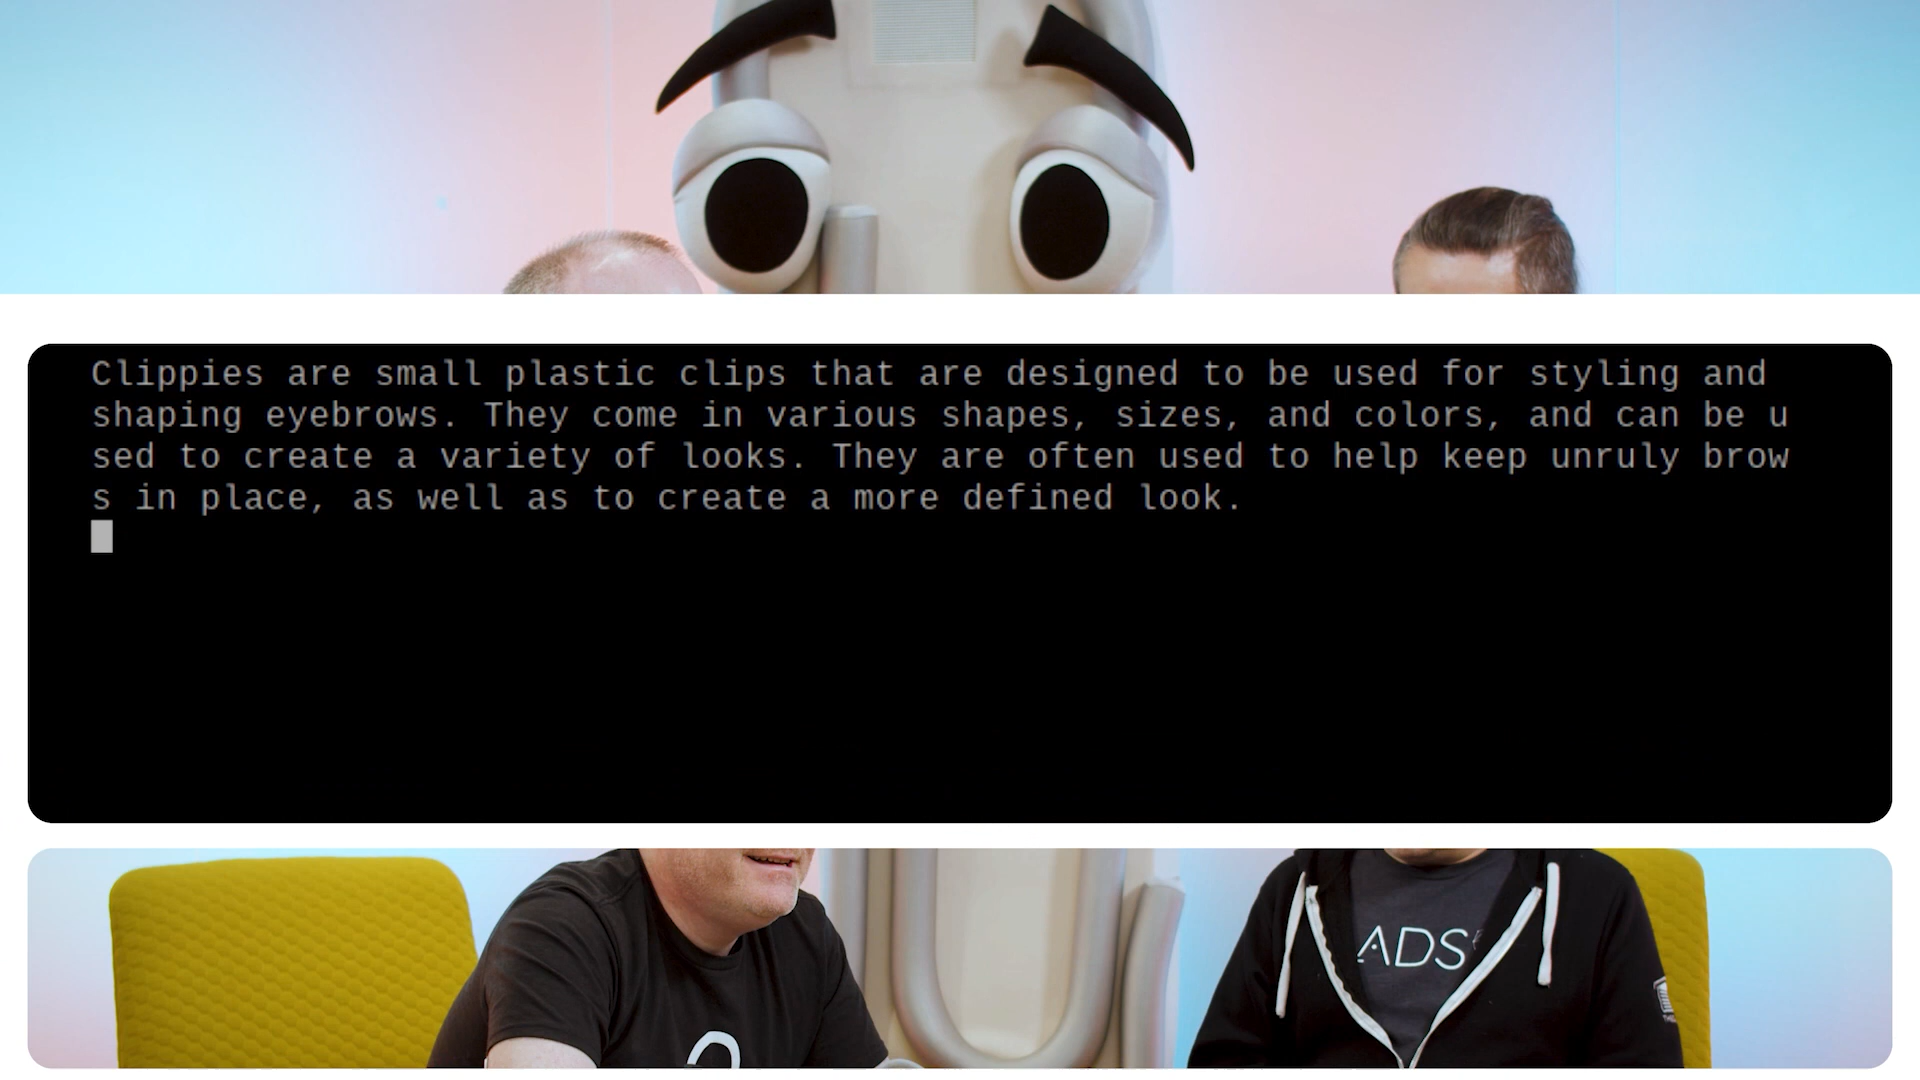 Clippies are small plastic clips that are designed to be used for styling and
shaping eyebrows. They come in various shapes, sizes, and colors, and can be u
sed to create a variety of looks. They are often used to help keep unruly brow
s in place, as well as to create a more defined look.
ADS